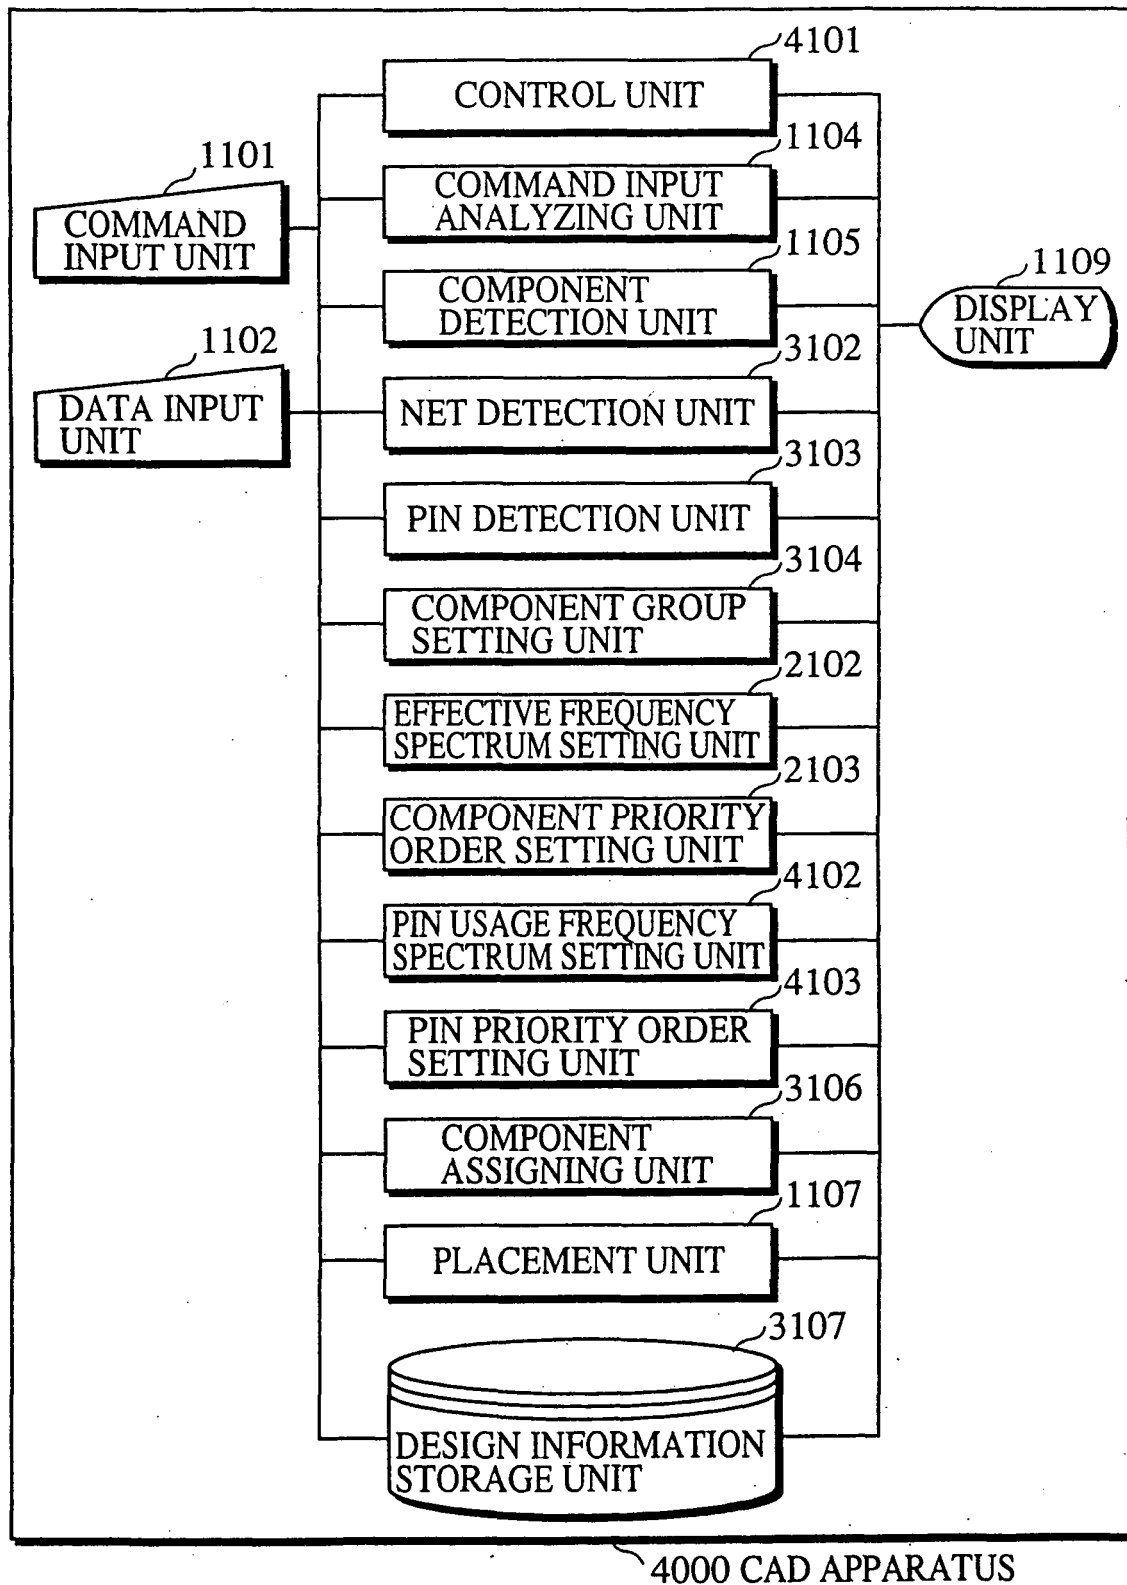 4101
CONTROL UNIT
1104
COMMAND INPUT
ANALYZING UNIT
1101
COMMAND
INPUT UNIT
1105
COMPONENT
DETECTION UNIT
1109
DISPLAY
UNIT
1102
DATA INPUT
UNIT
3102
NET DETECTION UNIT
3103
PIN DETECTION UNIT
3104
COMPONENT GROUP
SETTING UNIT
2102
EFFECTIVE FREQUENCY
SPECTRUM SETTING UNIT
2103
COMPONENT PRIORITY
ORDER SETTING UNIT
4102
PIN USAGE FREQUENCY
SPECTRUM SETTING UNIT
4103
PIN PRIORITY ORDER
SETTING UNIT
3106
COMPONENT
ASSIGNING UNIT
1107
PLACEMENT UNIT
3107
DESIGN INFORMATION
STORAGE UNIT
4000 CAD APPARATUS